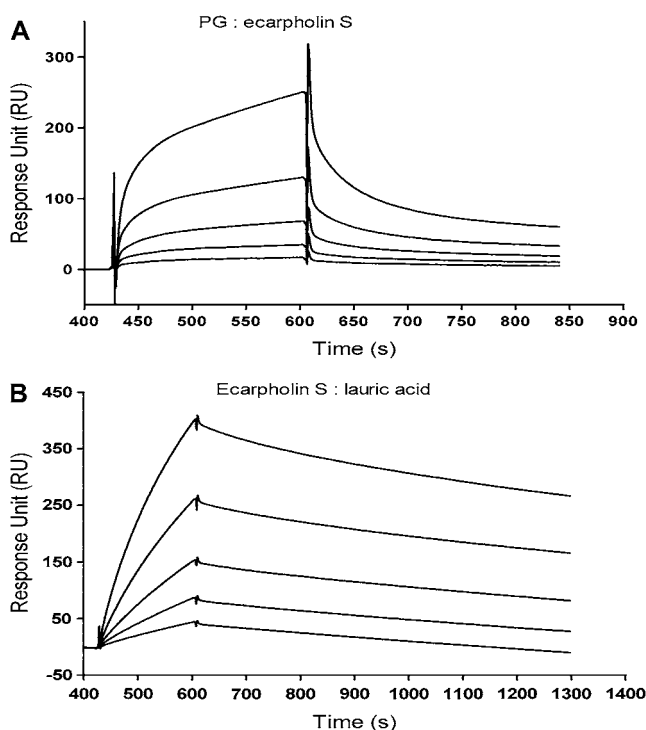 A
PG : ecarpholin S
Response Unit (RU)
300
200
100
0
400 450 500 550 600 650 700 750 800 850 900
Time (s)
B
Ecarpholin S : lauric acid
Response Unit (RU)
450
350
250
150
50
-50
400 500 600 700 800 900 1000 1100 1200 1300 1400
Time (s)